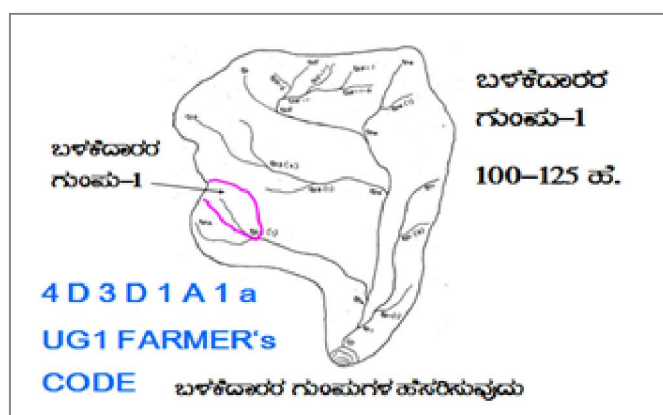 ಬಳಕೆದಾರರ
ಗುಂಪು–1
100–125 ಹೆ.
ಬಳಕೆದಾರರ
ಗುಂಪು–1
4 D 3 D 1 A 1 a
UG1 FARMER's
CODE
ಬಳಕೆದಾರರ ಗುಂಪುಗಳ ಹೆಸರಿಸುವುದು